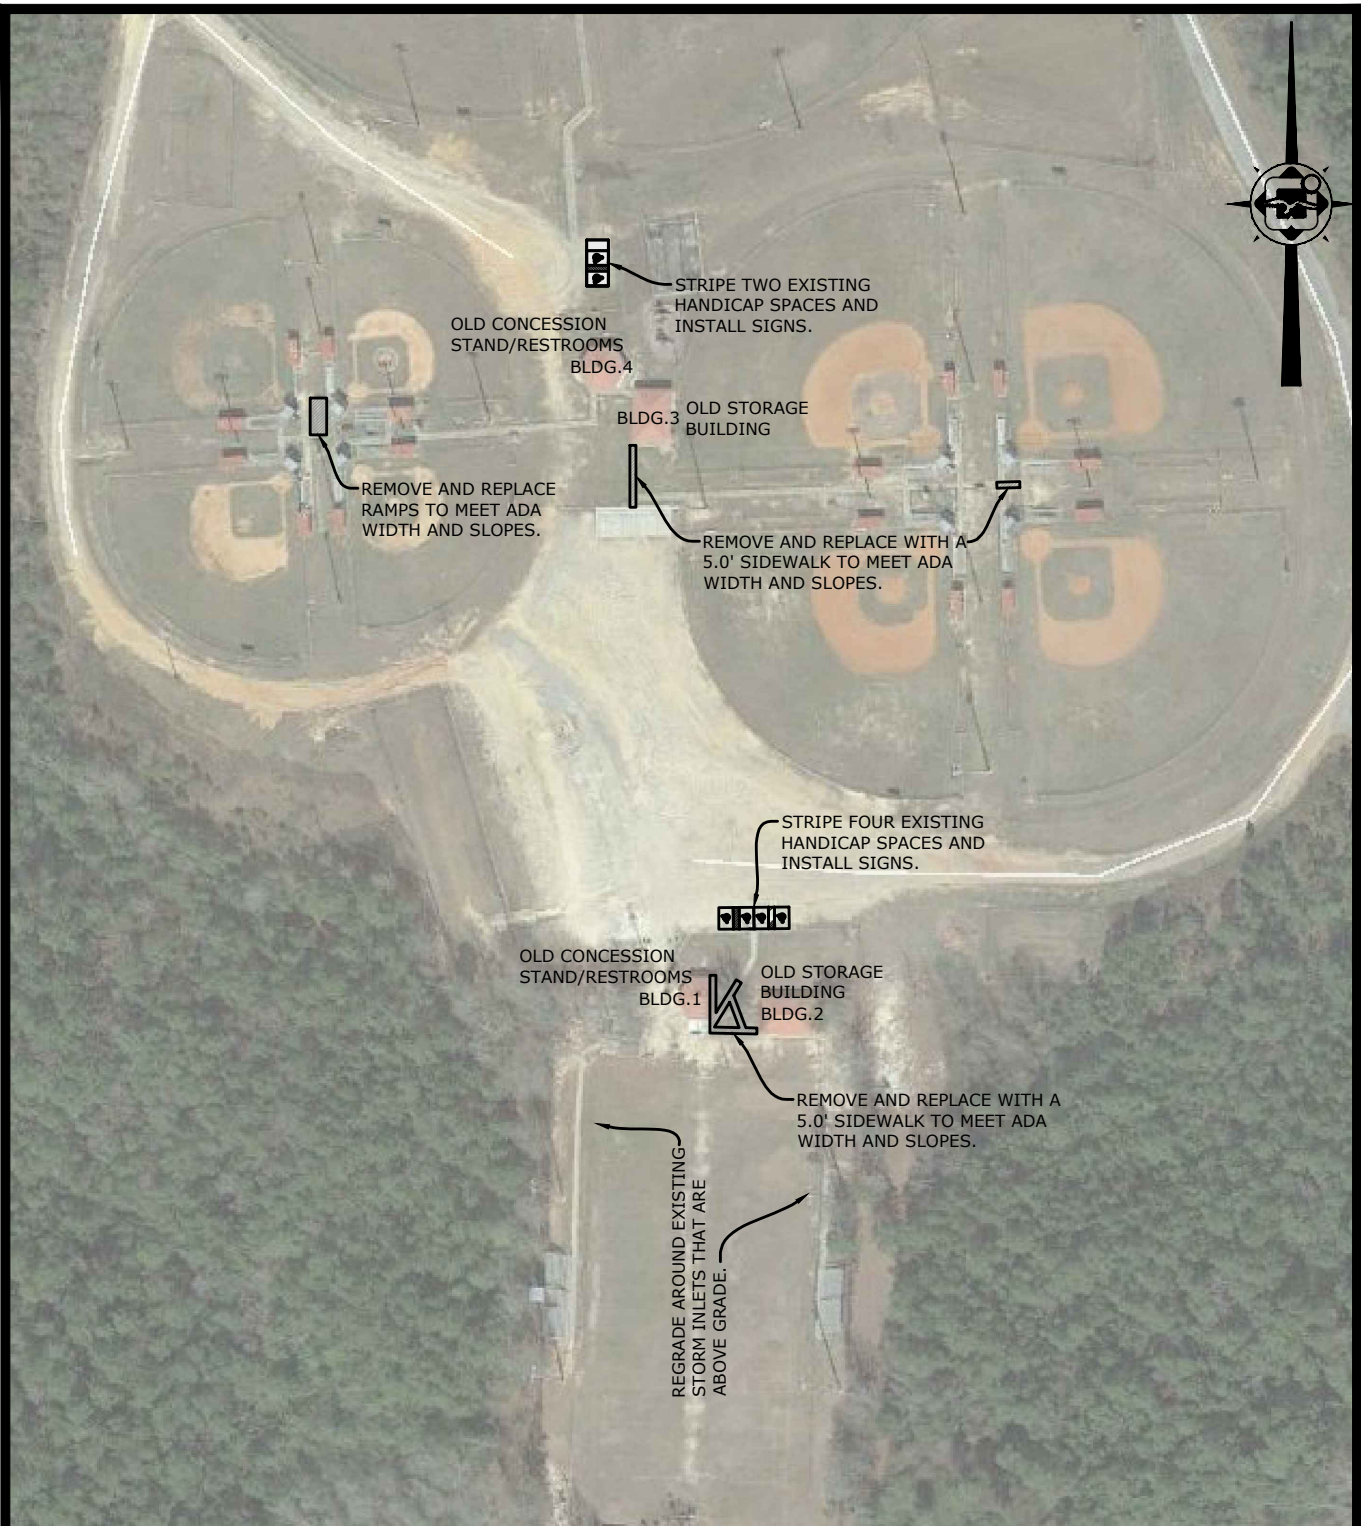 STRIPE TWO EXISTING
HANDICAP SPACES AND
INSTALL SIGNS.
OLD CONCESSION
STAND/RESTROOMS
BLDG.4
BLDG.3
OLD STORAGE
BUILDING
REMOVE AND REPLACE
RAMPS TO MEET ADA
WIDTH AND SLOPES.
REMOVE AND REPLACE WITH A
5.0' SIDEWALK TO MEET ADA
WIDTH AND SLOPES.
STRIPE FOUR EXISTING
HANDICAP SPACES AND
INSTALL SIGNS.
OLD CONCESSION
STAND/RESTROOMS
BLDG.1
OLD STORAGE
BUILDING
BLDG.2
REMOVE AND REPLACE WITH A
5.0' SIDEWALK TO MEET ADA
WIDTH AND SLOPES.
REGRADE AROUND EXISTING
STORM INLETS THAT ARE
ABOVE GRADE.